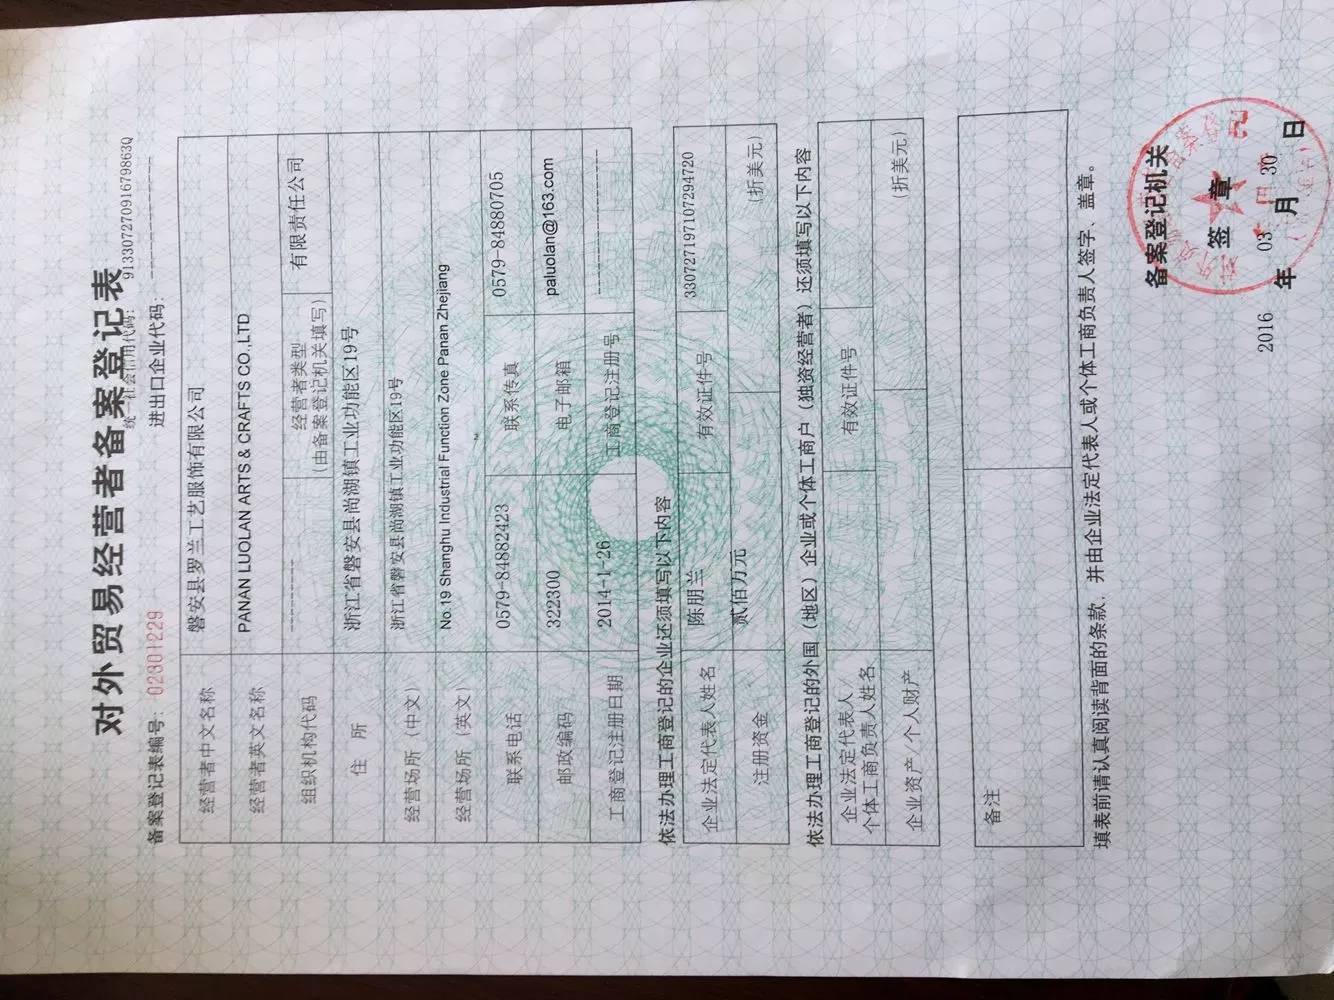 对外贸易经营者备案登记表
统一社会信用代码: 91330727091679863Q
备案登记表编号: 02301229
进出口企业代码: -------------
经营者中文名称 磐安县罗兰工艺服饰有限公司
经营者英文名称 PANAN LUOLAN ARTS & CRAFTS CO.,LTD
组织机构代码 -------- 经营者类型 (由备案登记机关填写) 有限责任公司
住 所 浙江省磐安县尚湖镇工业功能区19号
经营场所(中文) 浙江省磐安县尚湖镇工业功能区19号
经营场所(英文) No.19 Shanghu Industrial Function Zone Panan Zhejiang
联系电话 0579-84882423 联系传真 0579-84880705
邮政编码 322300 电子邮箱 paluolan@163.com
工商登记注册日期 2014-1-26 工商登记注册号 ---------------
依法办理工商登记的企业还须填写以下内容
企业法定代表人姓名 陈朋兰 有效证件号 330727197107294720
注册资金 贰佰万元 (折美元)
依法办理工商登记的外国(地区)企业或个体工商户(独资经营者)还须填写以下内容
企业法定代表人/ 个体工商负责人姓名 有效证件号
企业资产/个人财产 (折美元)
备注
填表前请认真阅读背面的条款,并由企业法定代表人或个体工商负责人签字、盖章。
备案登记机关
签 章
2016 年 03 月 30 日